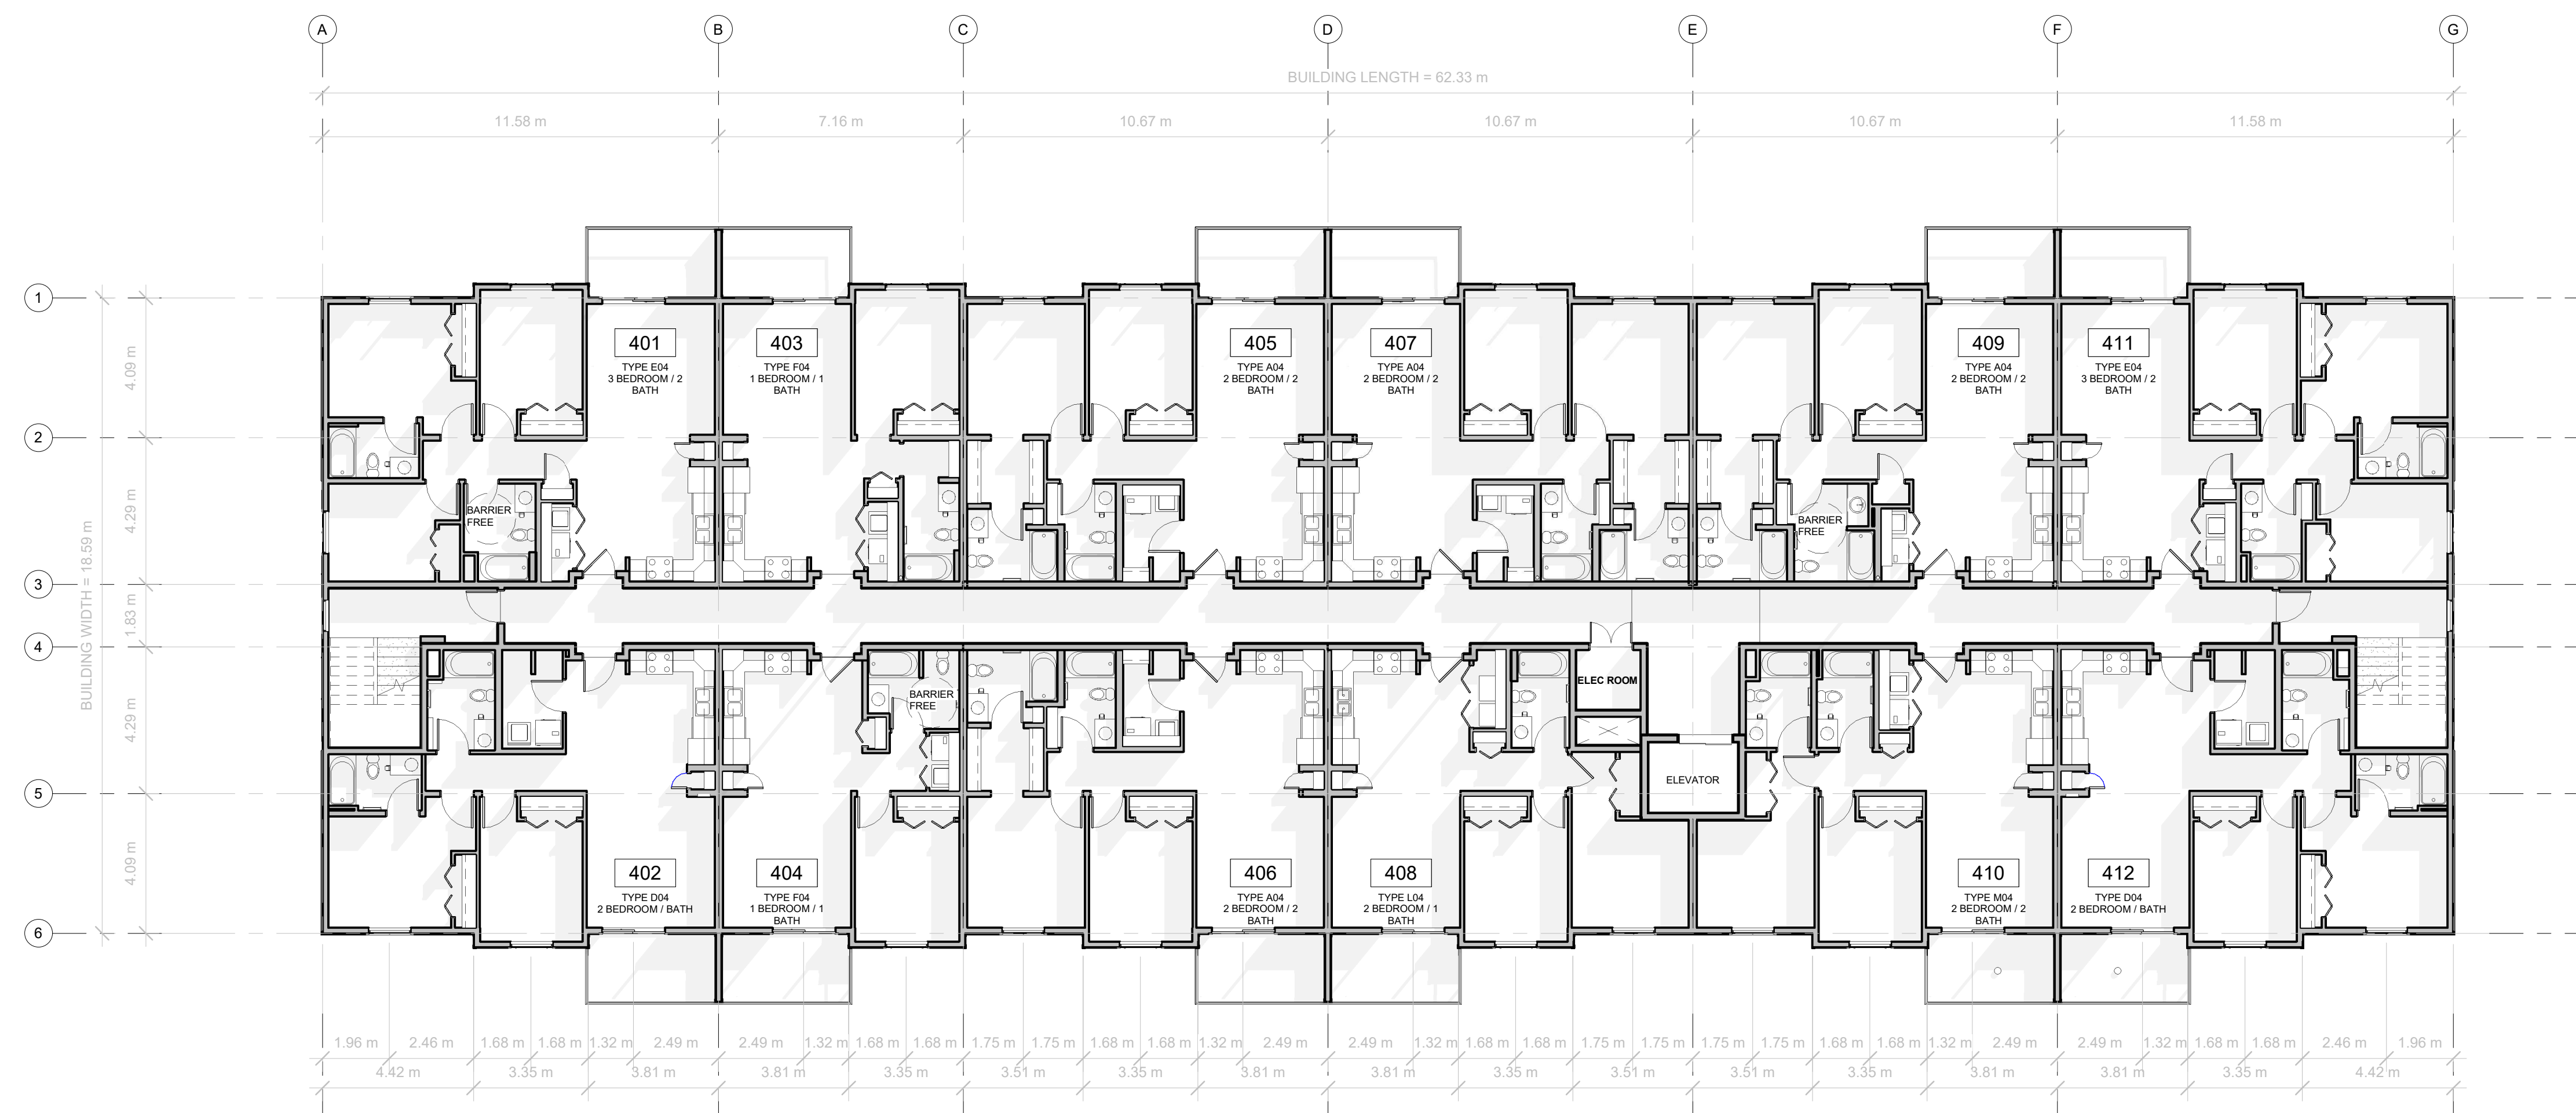 A B C D E F G
BUILDING LENGTH = 62.33 m
11.58 m 7.16 m 10.67 m 10.67 m 10.67 m 11.58 m
1
2
3
4
5
6
BUILDING WIDTH = 18.59 m
4.09 m
4.29 m
1.83 m
4.29 m
4.09 m
401
TYPE E04
3 BEDROOM / 2
BATH
403
TYPE F04
1 BEDROOM / 1
BATH
405
TYPE A04
2 BEDROOM / 2
BATH
407
TYPE A04
2 BEDROOM / 2
BATH
409
TYPE A04
2 BEDROOM / 2
BATH
411
TYPE E04
3 BEDROOM / 2
BATH
BARRIER
FREE
BARRIER
FREE
BARRIER
FREE
ELEC ROOM
ELEVATOR
402
TYPE D04
2 BEDROOM / BATH
404
TYPE F04
1 BEDROOM / 1
BATH
406
TYPE A04
2 BEDROOM / 2
BATH
408
TYPE L04
2 BEDROOM / 1
BATH
410
TYPE M04
2 BEDROOM / 2
BATH
412
TYPE D04
2 BEDROOM / BATH
1.96 m 2.46 m 1.68 m 1.68 m 1.32 m 2.49 m 2.49 m 1.32 m 1.68 m 1.68 m 1.75 m 1.75 m 1.68 m 1.68 m 1.32 m 2.49 m 2.49 m 1.32 m 1.68 m 1.68 m 1.75 m 1.75 m 1.75 m 1.75 m 1.68 m 1.68 m 1.32 m 2.49 m 2.49 m 1.32 m 1.68 m 1.68 m 2.46 m 1.96 m
4.42 m 3.35 m 3.81 m 3.81 m 3.35 m 3.51 m 3.35 m 3.81 m 3.81 m 3.35 m 3.51 m 3.51 m 3.35 m 3.81 m 3.81 m 3.35 m 4.42 m